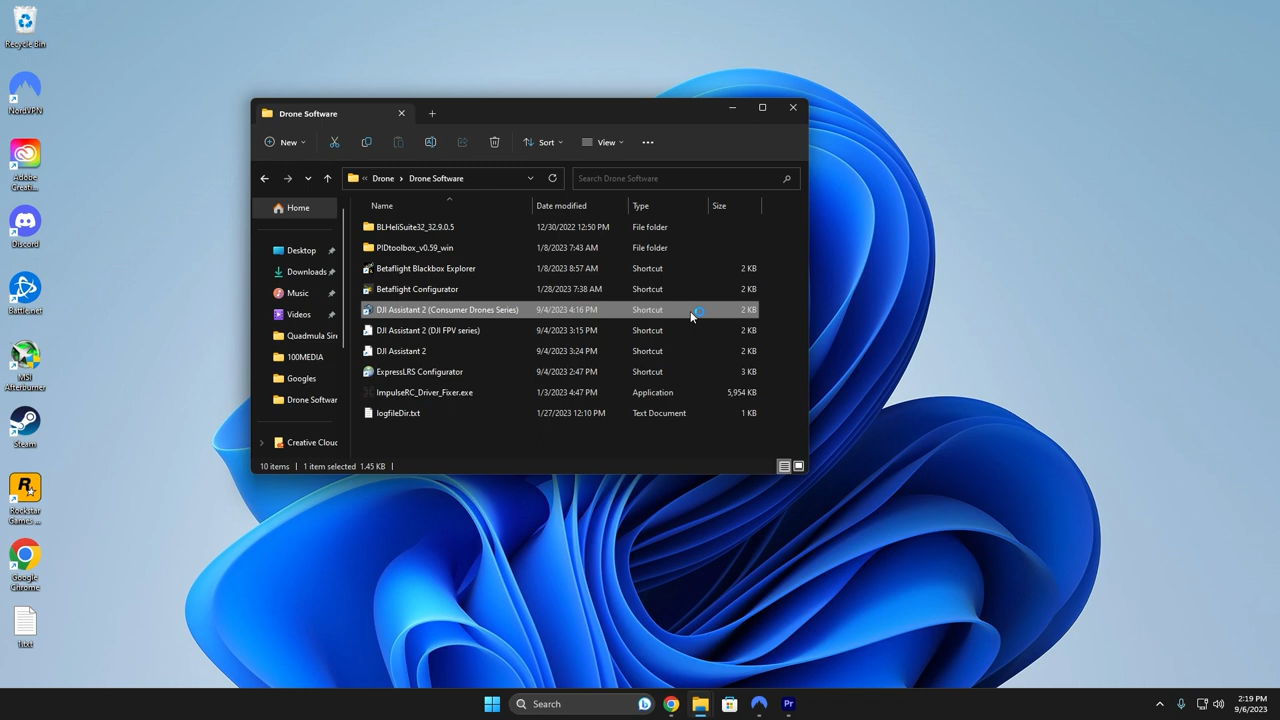 Recycle Bin
NordVPN
Adobe
Creati...
Discord
Battle.net
MSI
Afterburner
Steam
Rockstar
Games ...
Google
Chrome
1.txt
Drone Software
New
Sort
View
Drone
Drone Software
Search Drone Software
Home
Desktop
Downloads
Music
Videos
Quadmula Sire
100MEDIA
Googles
Drone Softwar
Creative Cloud
Name Date modified Type Size
BLHeliSuite32_32.9.0.5 12/30/2022 12:50 PM File folder
PIDtoolbox_v0.59_win 1/8/2023 7:43 AM File folder
Betaflight Blackbox Explorer 1/8/2023 8:57 AM Shortcut 2 KB
Betaflight Configurator 1/28/2023 7:38 AM Shortcut 2 KB
DJI Assistant 2 (Consumer Drones Series) 9/4/2023 4:16 PM Shortcut 2 KB
DJI Assistant 2 (DJI FPV series) 9/4/2023 3:15 PM Shortcut 2 KB
DJI Assistant 2 9/4/2023 3:24 PM Shortcut 2 KB
ExpressLRS Configurator 9/4/2023 2:47 PM Shortcut 3 KB
ImpulseRC_Driver_Fixer.exe 1/3/2023 4:47 PM Application 5,954 KB
logfileDir.txt 1/27/2023 12:10 PM Text Document 1 KB
10 items 1 item selected 1.45 KB
Search
Pr
2:19 PM
9/6/2023